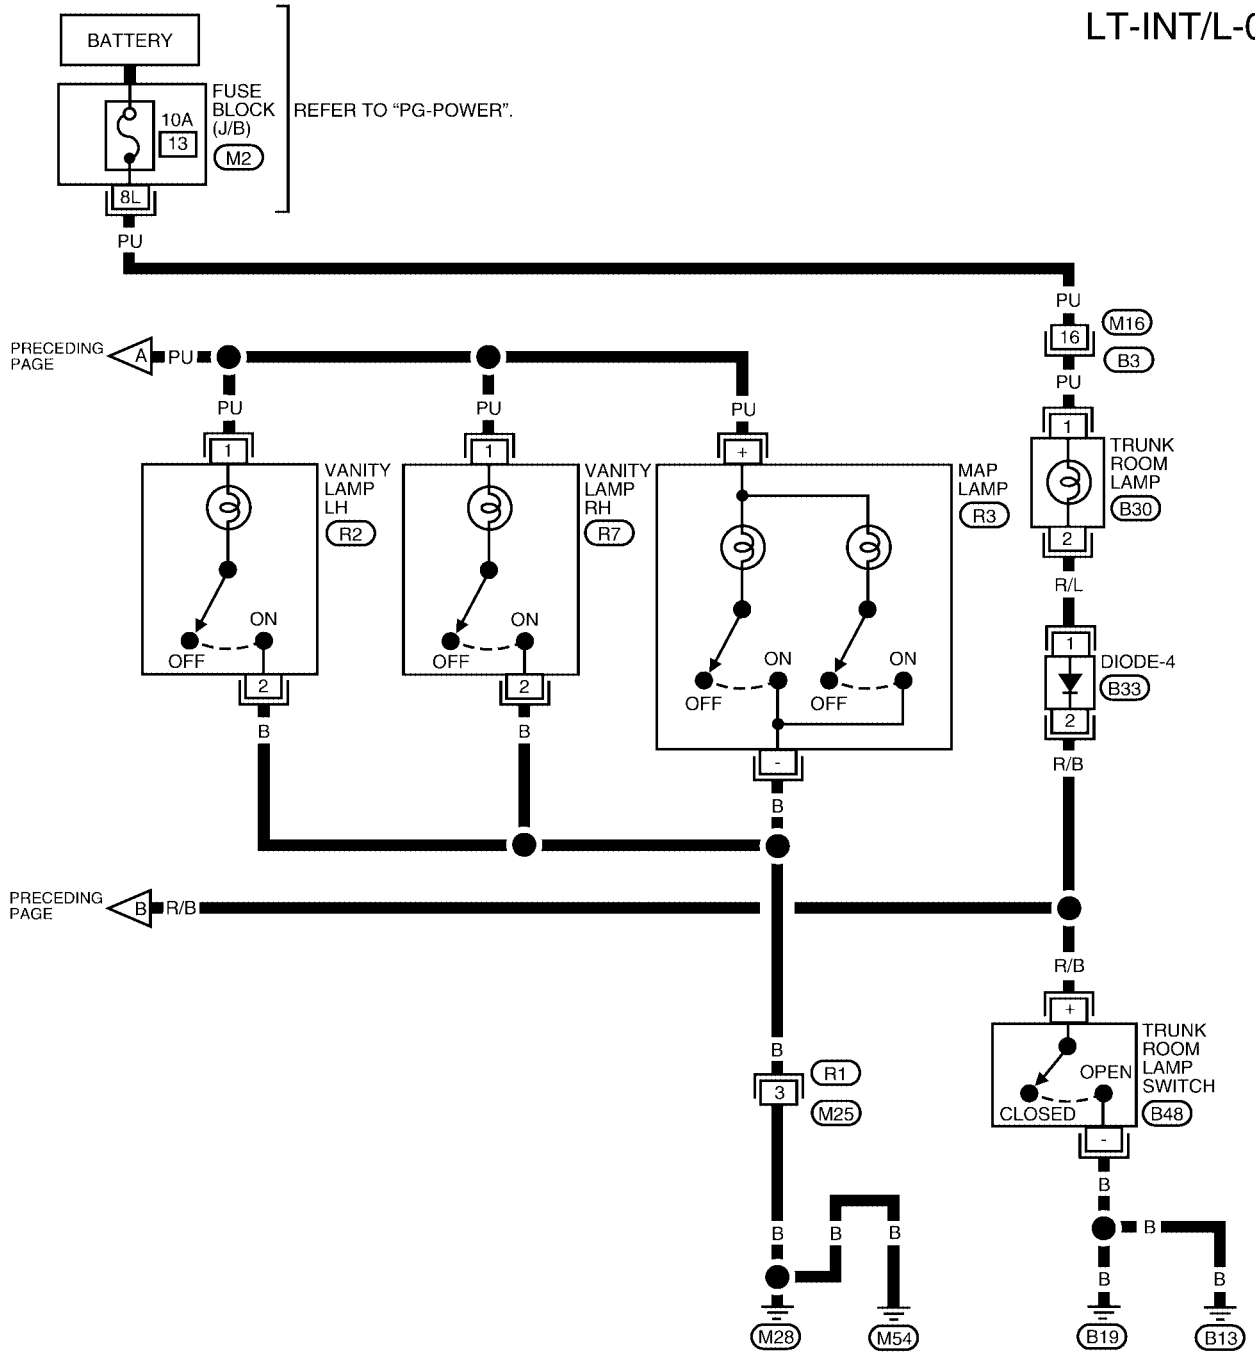 LT-INT/L-0
BATTERY
FUSE
BLOCK
(J/B)
M2
10A
13
8L
REFER TO “PG-POWER”.
PU
PU
16
M16
B3
PU
PRECEDING
PAGE
A
PU
PU
PU
PU
1
1
+
1
VANITY
LAMP
LH
R2
VANITY
LAMP
RH
R7
MAP
LAMP
R3
TRUNK
ROOM
LAMP
B30
2
R/L
ON
OFF
ON
OFF
ON
OFF
ON
OFF
1
DIODE-4
B33
2
2
2
-
R/B
B
B
B
PRECEDING
PAGE
B
R/B
R/B
+
TRUNK
ROOM
LAMP
SWITCH
B48
OPEN
CLOSED
-
B
3
R1
M25
B
B
B
B
B
B
B
M28
M54
B19
B13